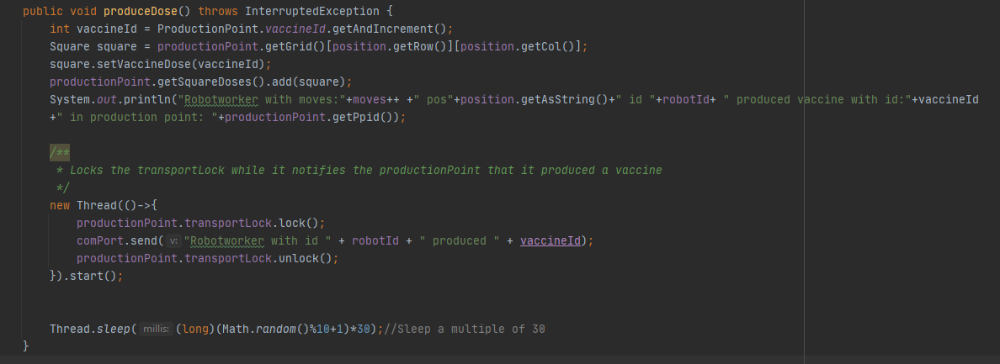 public void produceDose() throws InterruptedException {
int vaccineId = ProductionPoint.vaccineId.getAndIncrement();
Square square = productionPoint.getGrid()[position.getRow()][position.getCol()];
square.setVaccineDose(vaccineId);
productionPoint.getSquareDoses().add(square);
System.out.println("Robotworker with moves:"+moves++ +" pos"+position.getAsString()+" id "+robotId+ " produced vaccine with id:"+vaccineId
+" in production point: "+productionPoint.getPpid());
/**
* Locks the transportLock while it notifies the productionPoint that it produced a vaccine
*/
new Thread(()->{
productionPoint.transportLock.lock();
comPort.send( v: "Robotworker with id " + robotId + " produced " + vaccineId);
productionPoint.transportLock.unlock();
}).start();
Thread.sleep( millis: (long)(Math.random()%10+1)*30);//Sleep a multiple of 30
}